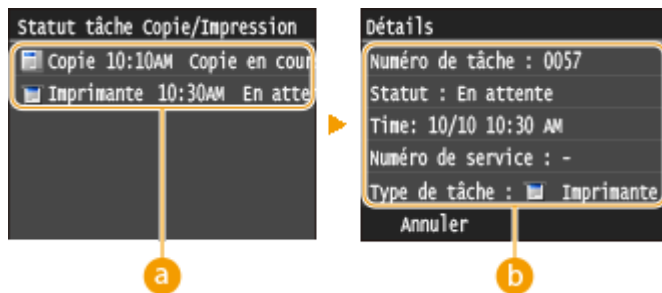 Statut tâche Copie/Impression
Copie 10:10AM Copie en cour
Imprimante 10:30AM En atte
a
Détails
Numéro de tâche : 0057
Statut : En attente
Time: 10/10 10:30 AM
Numéro de service : -
Type de tâche : Imprimante
Annuler
b